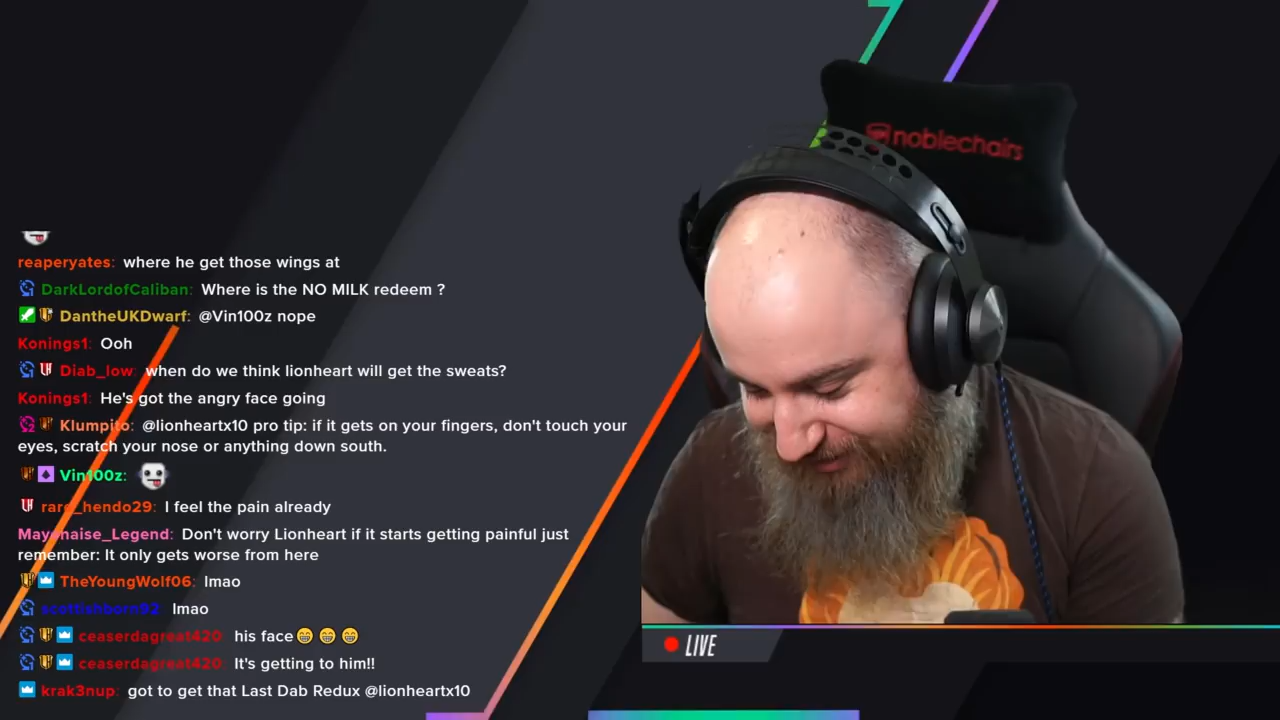 noblechairs
reaperyates: where he get those wings at
DarkLordofCaliban: Where is the NO MILK redeem ?
DantheUKDwarf: @Vin100z nope
Konings1: Ooh
Diab_low: when do we think lionheart will get the sweats?
Konings1: He's got the angry face going
Klumpito: @lionheartx10 pro tip: if it gets on your fingers, don't touch your
eyes, scratch your nose or anything down south.
Vin100z:
rare_hendo29: I feel the pain already
Mayonaise_Legend: Don't worry Lionheart if it starts getting painful just
remember: It only gets worse from here
TheYoungWolf06: lmao
scottishborn92 lmao
ceaserdagreat420 his face😁😁😁
ceaserdagreat420: It's getting to him!!
krak3nup: got to get that Last Dab Redux @lionheartx10
LIVE